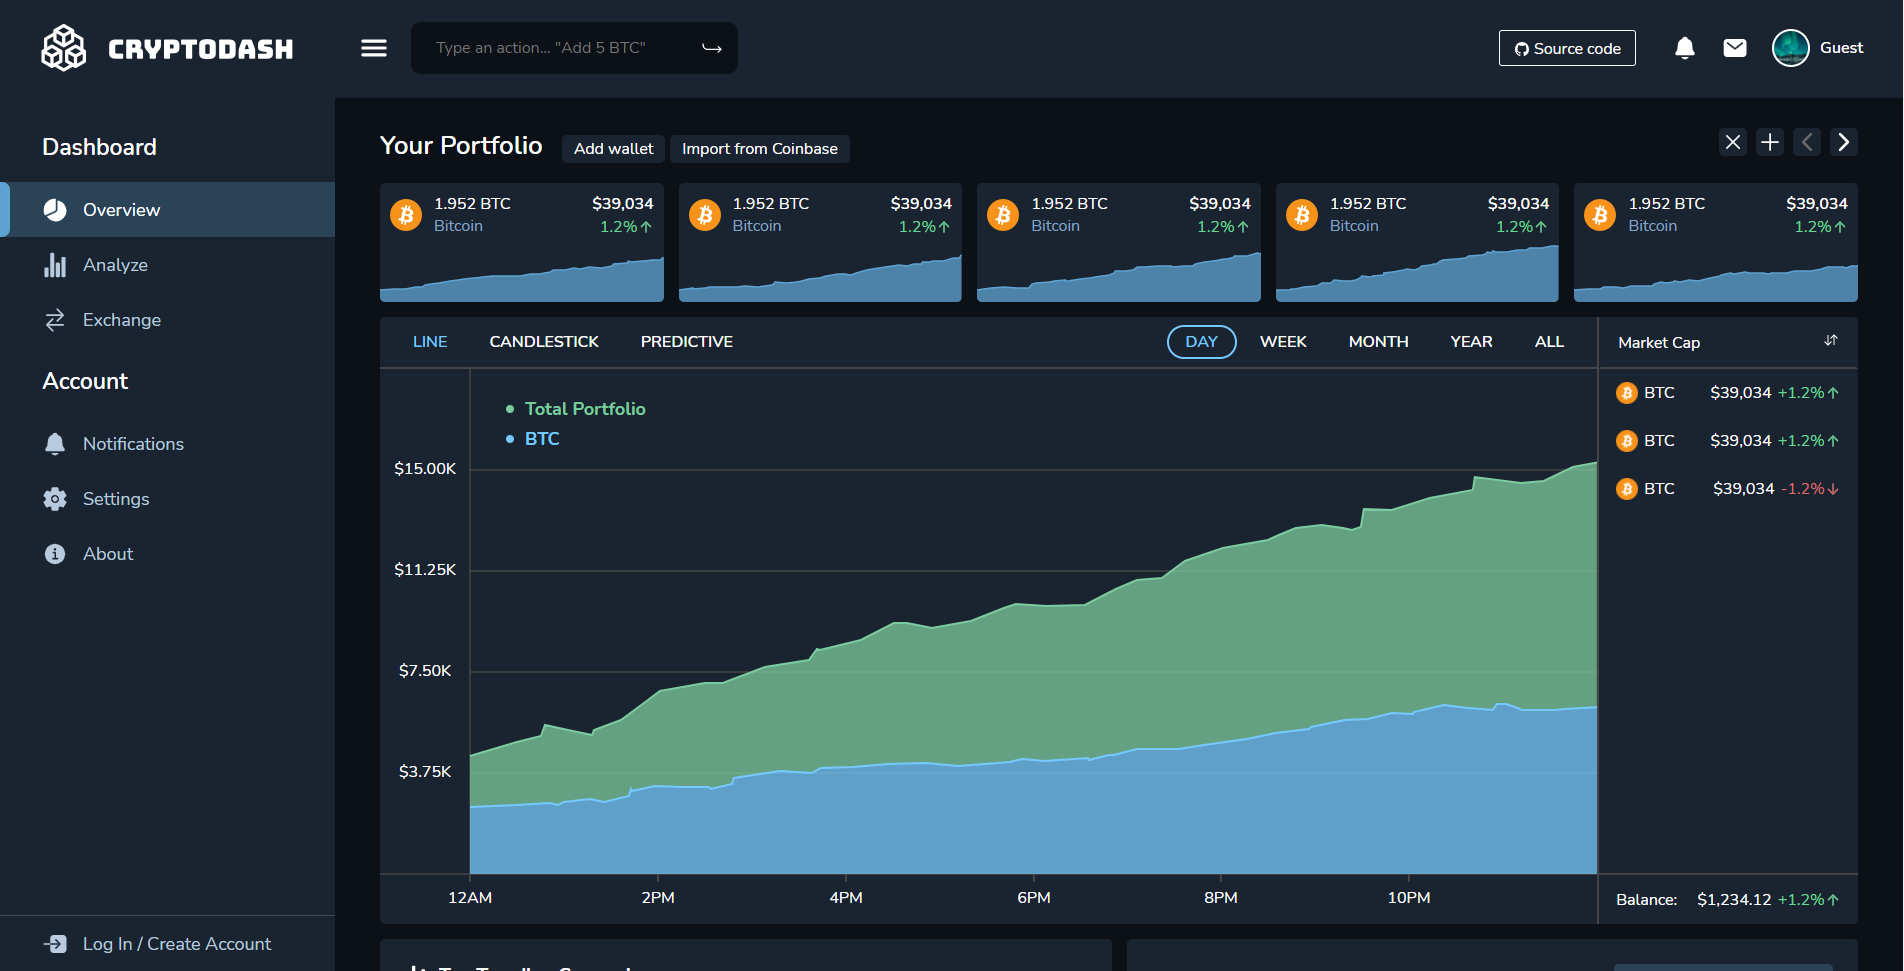 CRYPTODASH
Type an action... "Add 5 BTC"
Source code
Guest
Dashboard
Overview
Analyze
Exchange
Account
Notifications
Settings
About
Log In / Create Account
Your Portfolio
Add wallet
Import from Coinbase
1.952 BTC $39,034
Bitcoin 1.2%↑
1.952 BTC $39,034
Bitcoin 1.2%↑
1.952 BTC $39,034
Bitcoin 1.2%↑
1.952 BTC $39,034
Bitcoin 1.2%↑
1.952 BTC $39,034
Bitcoin 1.2%↑
LINE CANDLESTICK PREDICTIVE DAY WEEK MONTH YEAR ALL
Total Portfolio
BTC
$15.00K
$11.25K
$7.50K
$3.75K
12AM 2PM 4PM 6PM 8PM 10PM
Market Cap
BTC $39,034 +1.2%↑
BTC $39,034 +1.2%↑
BTC $39,034 -1.2%↓
Balance: $1,234.12 +1.2%↑